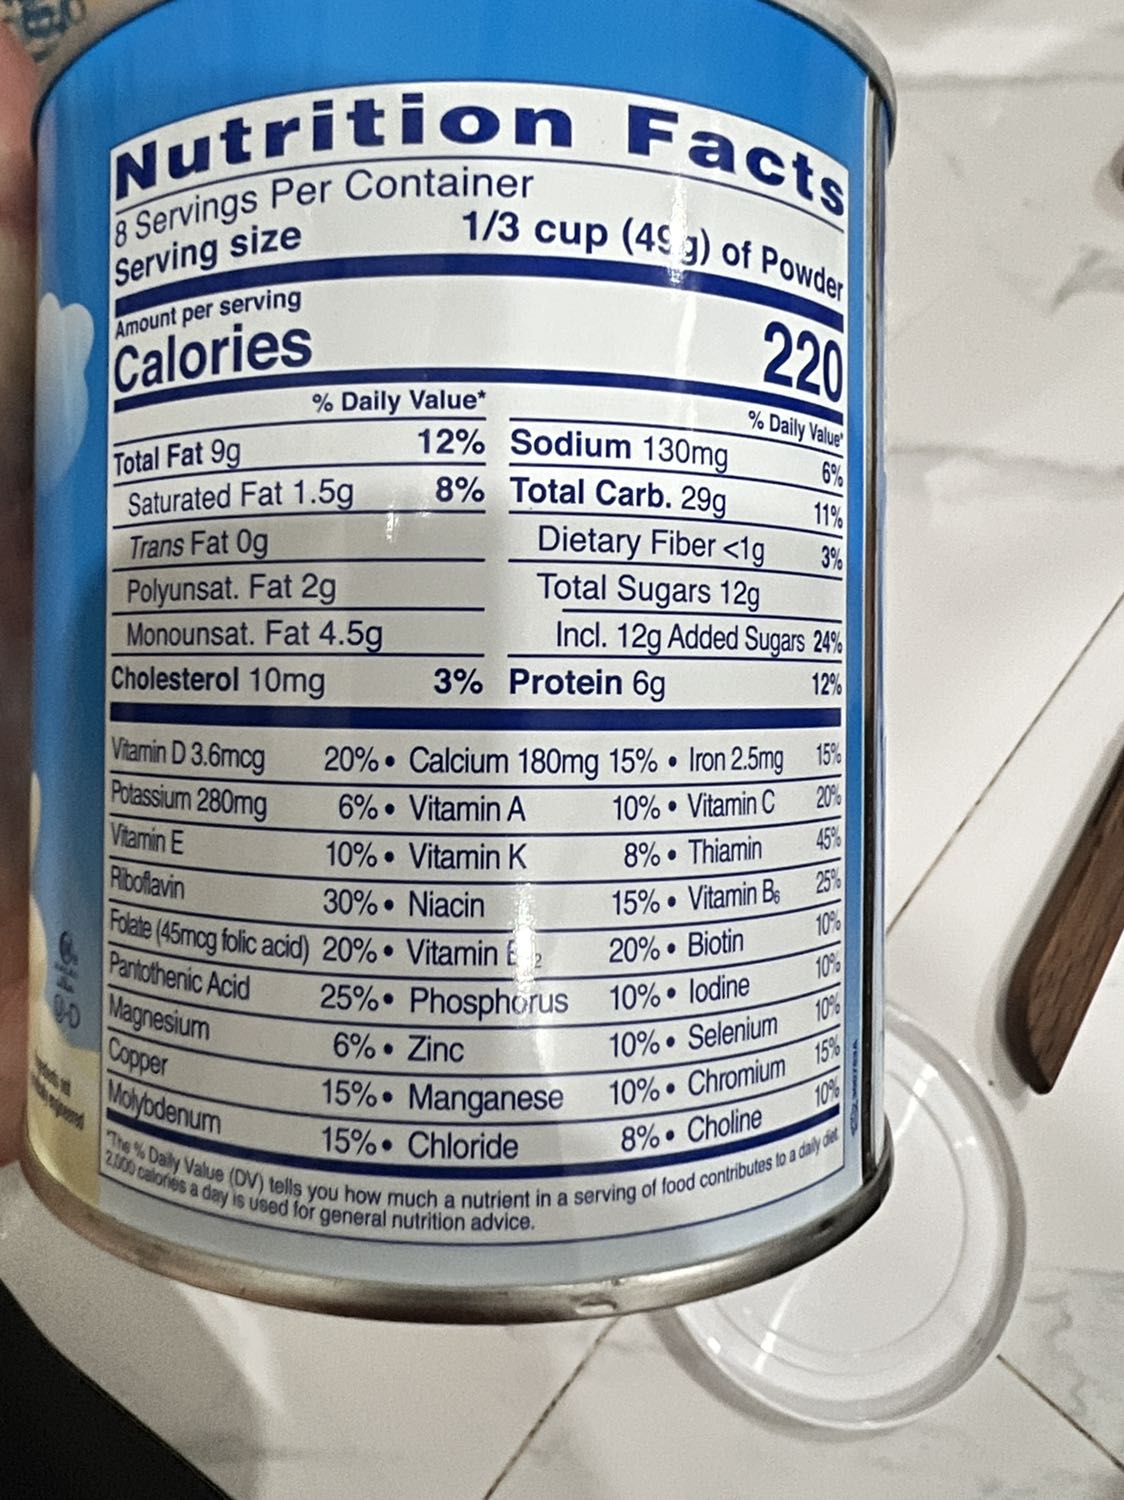 Nutrition Facts
8 Servings Per Container
Serving size 1/3 cup (49g) of Powder
Amount per serving
Calories 220
% Daily Value*
Total Fat 9g 12%
Saturated Fat 1.5g 8%
Trans Fat 0g
Polyunsat. Fat 2g
Monounsat. Fat 4.5g
Cholesterol 10mg 3%
% Daily Value*
Sodium 130mg 6%
Total Carb. 29g 11%
Dietary Fiber <1g 3%
Total Sugars 12g
Incl. 12g Added Sugars 24%
Protein 6g 12%
Vitamin D 3.6mcg 20% • Calcium 180mg 15% • Iron 2.5mg 15%
Potassium 280mg 6% • Vitamin A 10% • Vitamin C 20%
Vitamin E 10% • Vitamin K 8% • Thiamin 45%
Riboflavin 30% • Niacin 15% • Vitamin B6 25%
Folate (45mcg folic acid) 20% • Vitamin B12 20% • Biotin 10%
Pantothenic Acid 25% • Phosphorus 10% • Iodine 10%
Magnesium 6% • Zinc 10% • Selenium 10%
Copper 15% • Manganese 10% • Chromium 15%
Molybdenum 15% • Chloride 8% • Choline 10%
*The % Daily Value (DV) tells you how much a nutrient in a serving of food contributes to a daily diet.
2,000 calories a day is used for general nutrition advice.